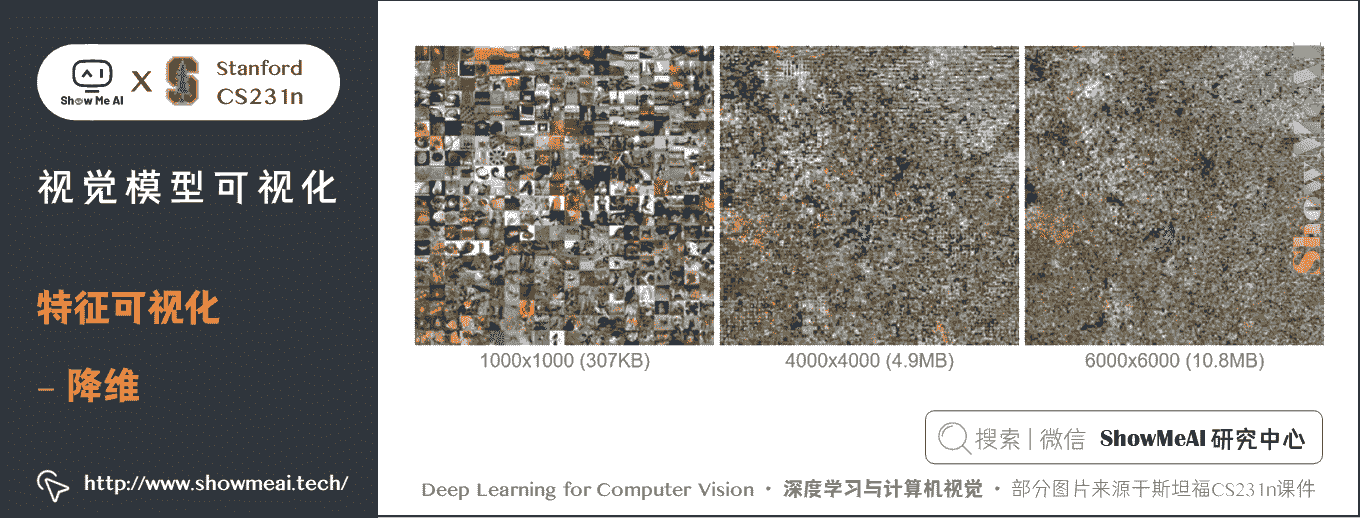 Show Me AI X Stanford CS231n
视觉模型可视化
特征可视化
– 降维
http://www.showmeai.tech/
1000x1000 (307KB)
4000x4000 (4.9MB)
6000x6000 (10.8MB)
搜索 | 微信 ShowMeAI 研究中心
Deep Learning for Computer Vision · 深度学习与计算机视觉 · 部分图片来源于斯坦福CS231n课件